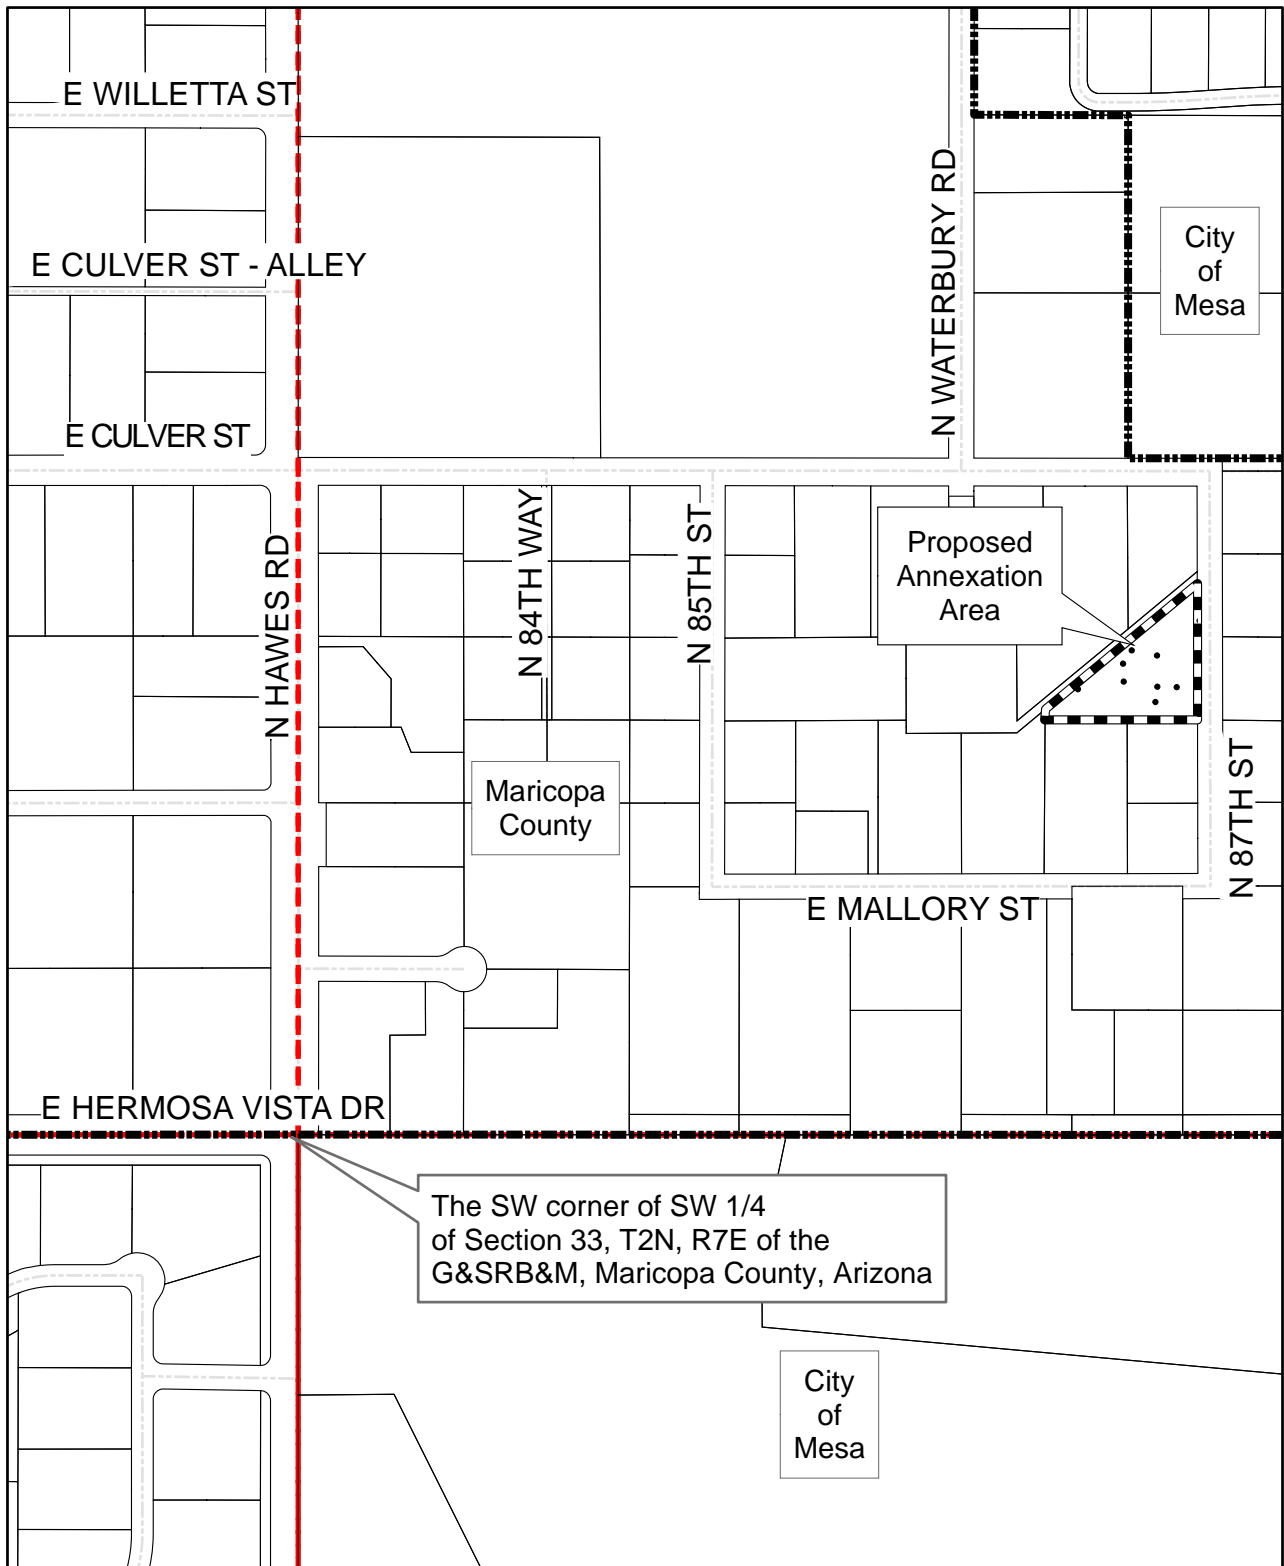 E WILLETTA ST
E CULVER ST - ALLEY
E CULVER ST
N WATERBURY RD
City
of
Mesa
N HAWES RD
N 84TH WAY
N 85TH ST
Proposed
Annexation
Area
N 87TH ST
Maricopa
County
E MALLORY ST
E HERMOSA VISTA DR
The SW corner of SW 1/4
of Section 33, T2N, R7E of the
G&SRB&M, Maricopa County, Arizona
City
of
Mesa